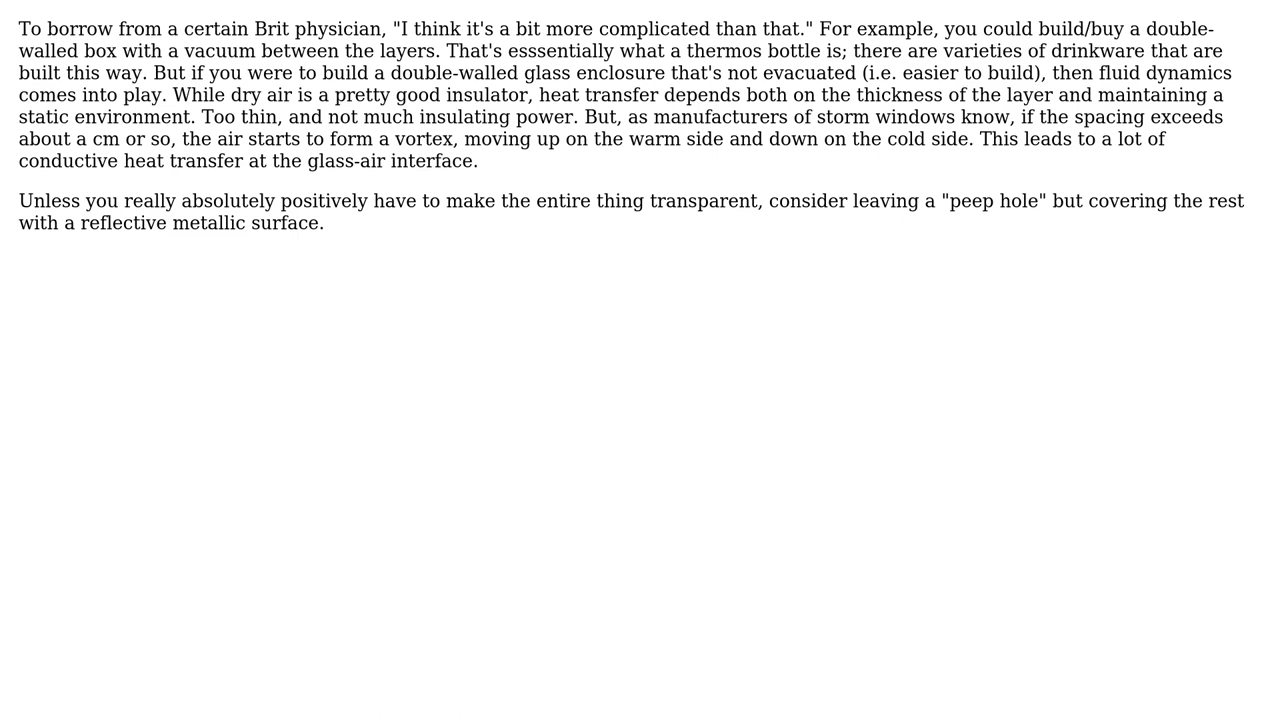 To borrow from a certain Brit physician, "I think it's a bit more complicated than that." For example, you could build/buy a double-
walled box with a vacuum between the layers. That's esssentially what a thermos bottle is; there are varieties of drinkware that are
built this way. But if you were to build a double-walled glass enclosure that's not evacuated (i.e. easier to build), then fluid dynamics
comes into play. While dry air is a pretty good insulator, heat transfer depends both on the thickness of the layer and maintaining a
static environment. Too thin, and not much insulating power. But, as manufacturers of storm windows know, if the spacing exceeds
about a cm or so, the air starts to form a vortex, moving up on the warm side and down on the cold side. This leads to a lot of
conductive heat transfer at the glass-air interface.
Unless you really absolutely positively have to make the entire thing transparent, consider leaving a "peep hole" but covering the rest
with a reflective metallic surface.